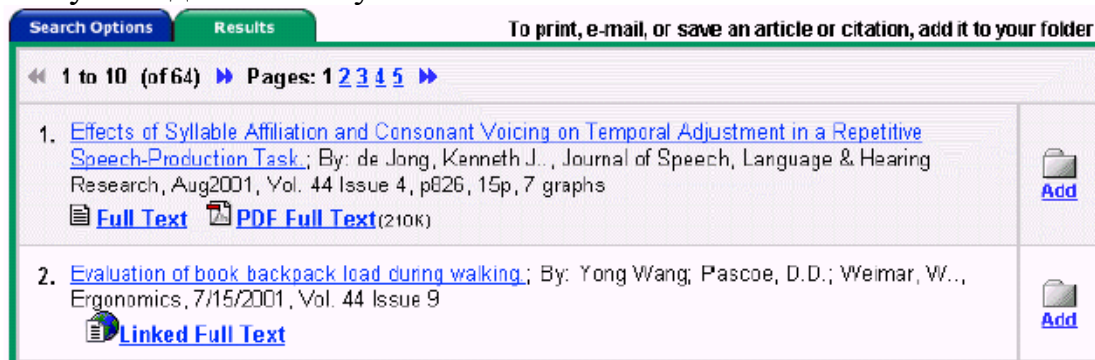 Search Options Results To print, e-mail, or save an article or citation, add it to your folder
1 to 10 (of 64) Pages: 1 2 3 4 5
1. Effects of Syllable Affiliation and Consonant Voicing on Temporal Adjustment in a Repetitive
Speech-Production Task.; By: de Jong, Kenneth J.., Journal of Speech, Language & Hearing
Research, Aug2001, Vol. 44 Issue 4, p826, 15p, 7 graphs
Add
Full Text PDF Full Text(210K)
2. Evaluation of book backpack load during walking.; By: Yong Wang; Pascoe, D.D.; Weimar, W..,
Ergonomics, 7/15/2001, Vol. 44 Issue 9
Add
Linked Full Text